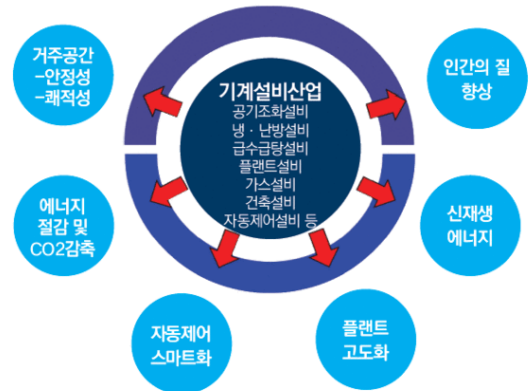 거주공간
-안정성
-쾌적성
기계설비산업
공기조화설비
냉 · 난방설비
급수급탕설비
플랜트설비
가스설비
건축설비
자동제어설비 등
인간의 질
향상
에너지
절감 및
CO2감축
신재생
에너지
자동제어
스마트화
플랜트
고도화